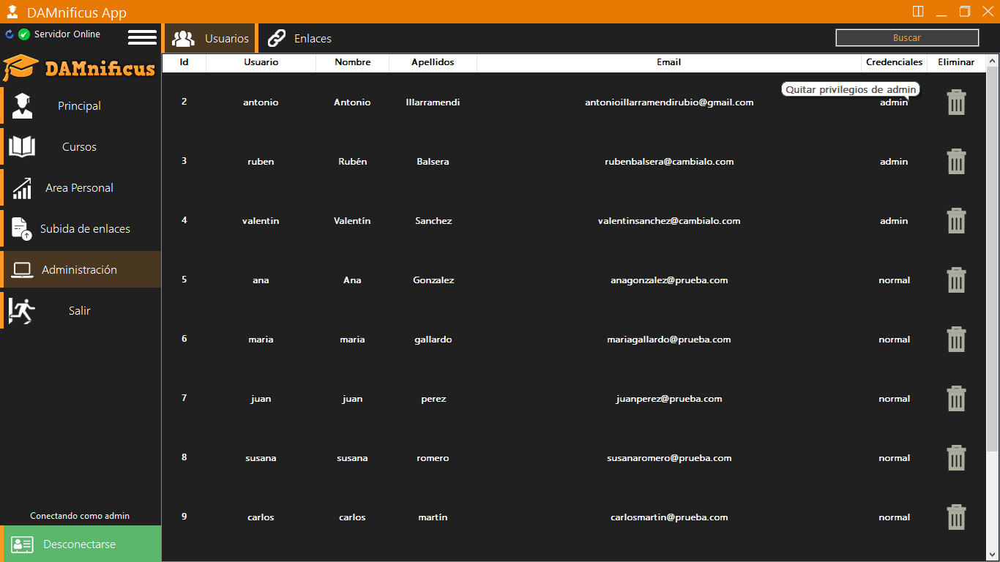 DAMnificus App
Servidor Online
DAMnificus
Principal
Cursos
Area Personal
Subida de enlaces
Administración
Salir
Conectando como admin
Desconectarse
Usuarios Enlaces Buscar
Id Usuario Nombre Apellidos Email Credenciales Eliminar
Quitar privilegios de admin
2 antonio Antonio Illarramendi antonioillarramendirubio@gmail.com admin
3 ruben Rubén Balsera rubenbalsera@cambialo.com admin
4 valentin Valentín Sanchez valentinsanchez@cambialo.com admin
5 ana Ana Gonzalez anagonzalez@prueba.com normal
6 maria maria gallardo mariagallardo@prueba.com normal
7 juan juan perez juanperez@prueba.com normal
8 susana susana romero susanaromero@prueba.com normal
9 carlos carlos martín carlosmartin@prueba.com normal